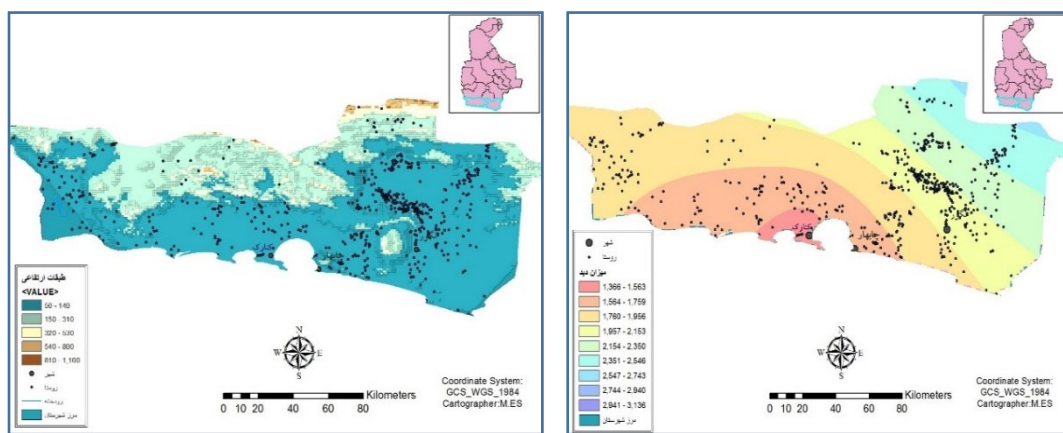 کنارک
چابهار
طبقات ارتفاعی
<VALUE>
50 - 140
150 - 310
320 - 530
540 - 800
810 - 1,100
شهر
روستا
رودخانه
مرز شهرستان
N
W E
S
0 10 20 40 60 80 Kilometers
Coordinate System:
GCS_WGS_1984
Cartographer:M.ES
کنارک
چابهار
شهر
روستا
میزان دید
1,366 - 1,563
1,564 - 1,759
1,760 - 1,956
1,957 - 2,153
2,154 - 2,350
2,351 - 2,546
2,547 - 2,743
2,744 - 2,940
2,941 - 3,136
مرز شهرستان
N
W E
S
0 10 20 40 60 80 Kilometers
Coordinate System:
GCS_WGS_1984
Cartographer:M.ES